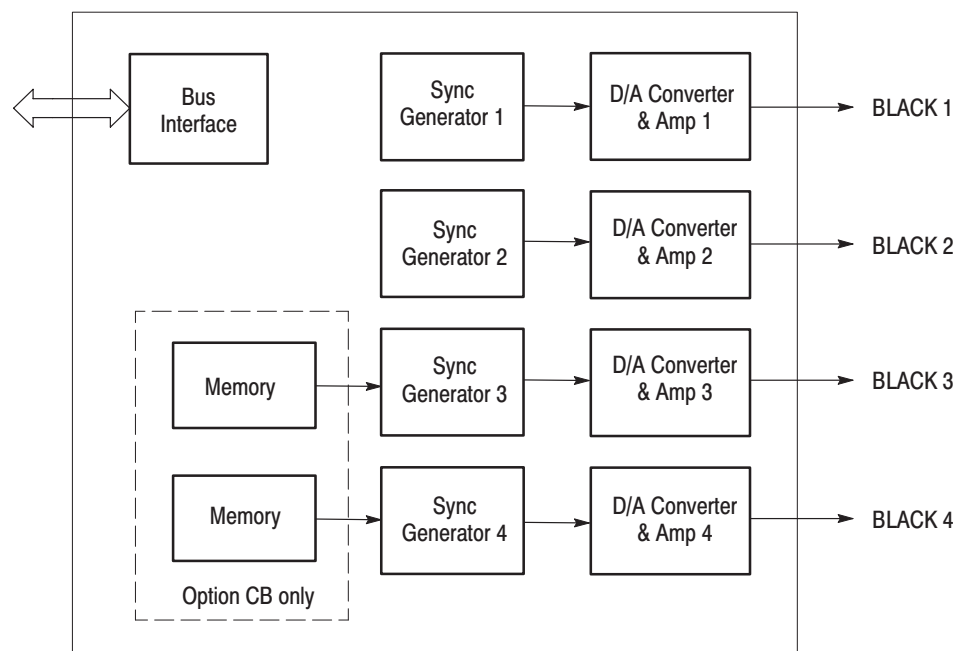 Bus
Interface
Sync
Generator 1
D/A Converter
& Amp 1
BLACK 1
Sync
Generator 2
D/A Converter
& Amp 2
BLACK 2
Memory
Sync
Generator 3
D/A Converter
& Amp 3
BLACK 3
Memory
Sync
Generator 4
D/A Converter
& Amp 4
BLACK 4
Option CB only